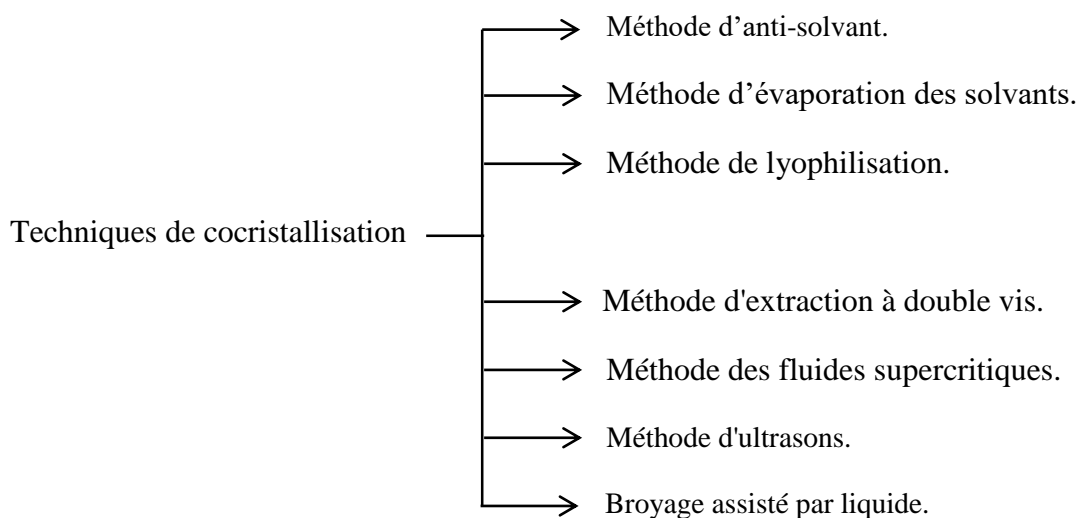 Méthode d’anti-solvant.
Méthode d’évaporation des solvants.
Méthode de lyophilisation.
Techniques de cocristallisation
Méthode d'extraction à double vis.
Méthode des fluides supercritiques.
Méthode d'ultrasons.
Broyage assisté par liquide.